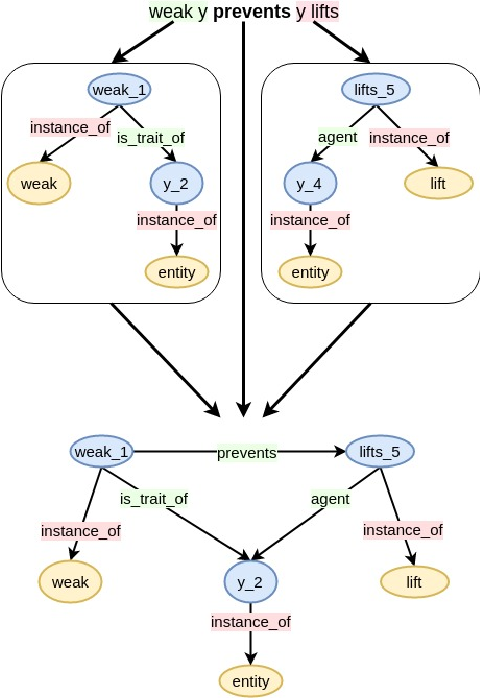 weak y prevents y lifts
weak_1
lifts_5
instance_of
is_trait_of
agent
instance_of
weak
y_2
y_4
lift
instance_of
instance_of
entity
entity
weak_1
prevents
lifts_5
is_trait_of
agent
instance_of
instance_of
weak
y_2
lift
instance_of
entity